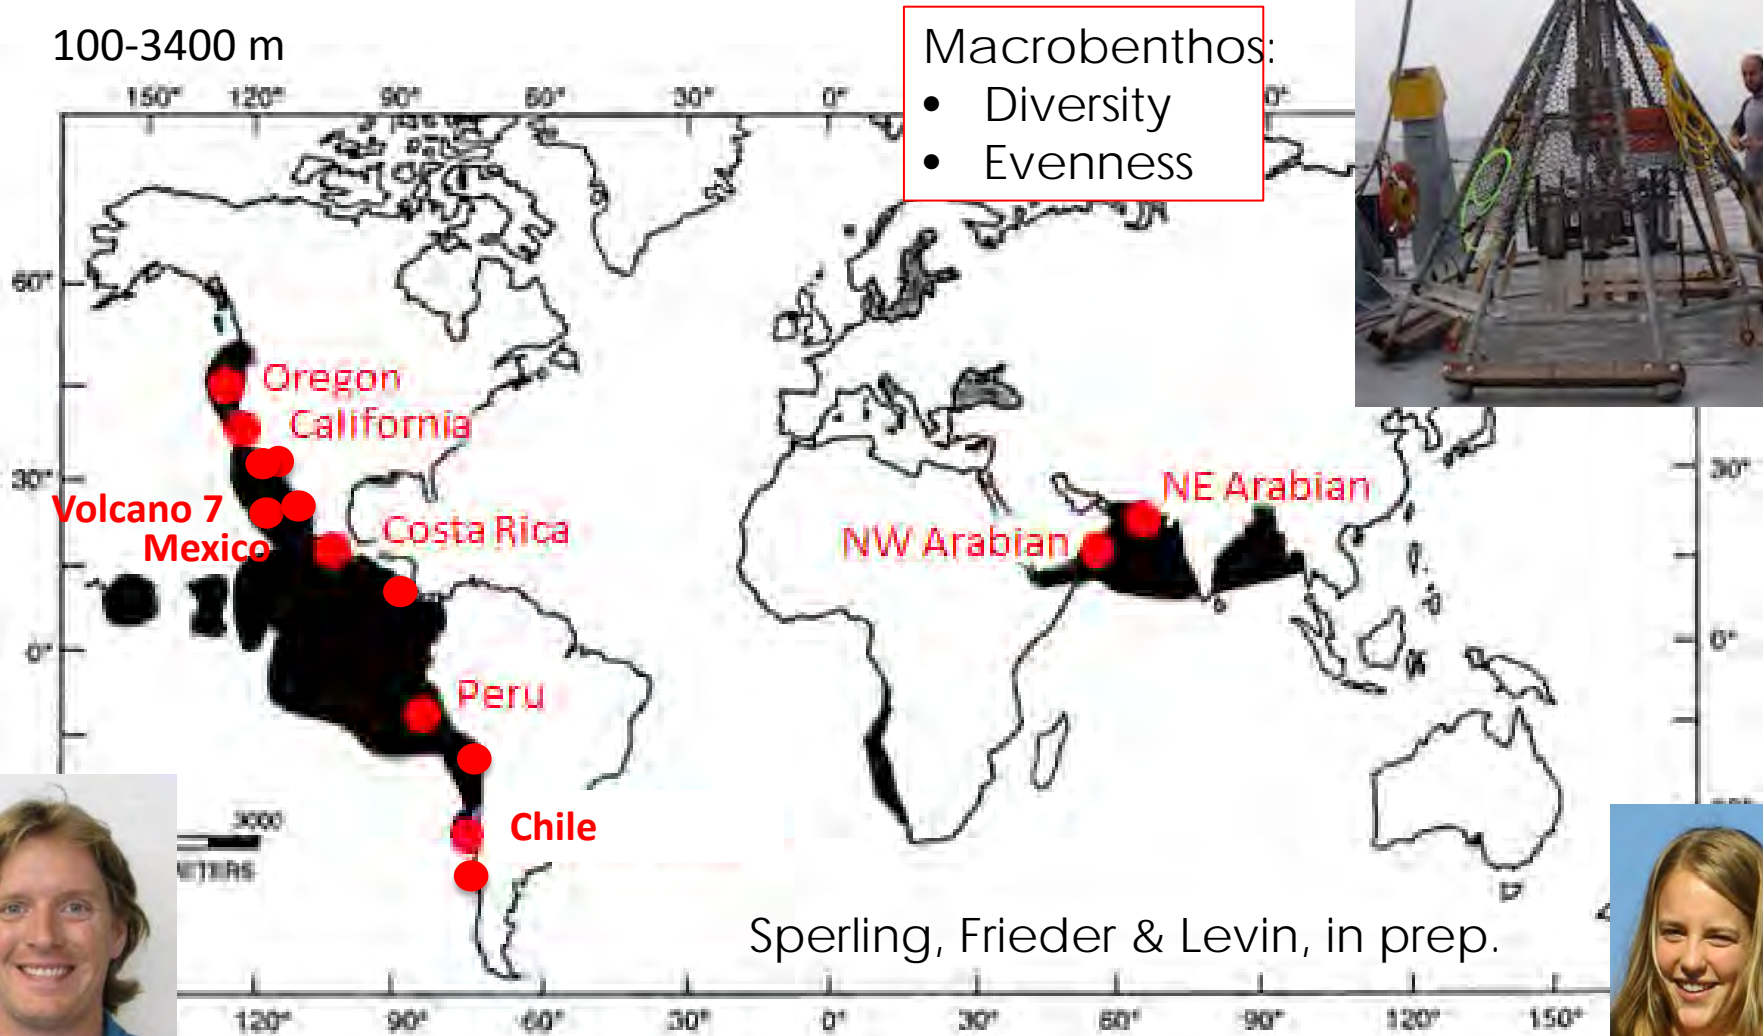 100-3400 m
Macrobenthos:
• Diversity
• Evenness
150° 120° 90° 60° 30° 0° 0°
60°
Oregon
California
30° 30°
NE Arabian
Volcano 7
Costa Rica
NW Arabian
Mexico
0° 0°
Peru
3000
Chile
Sperling, Frieder & Levin, in prep.
120° 90° 60° 30° 0° 30° 60° 90° 120° 150°